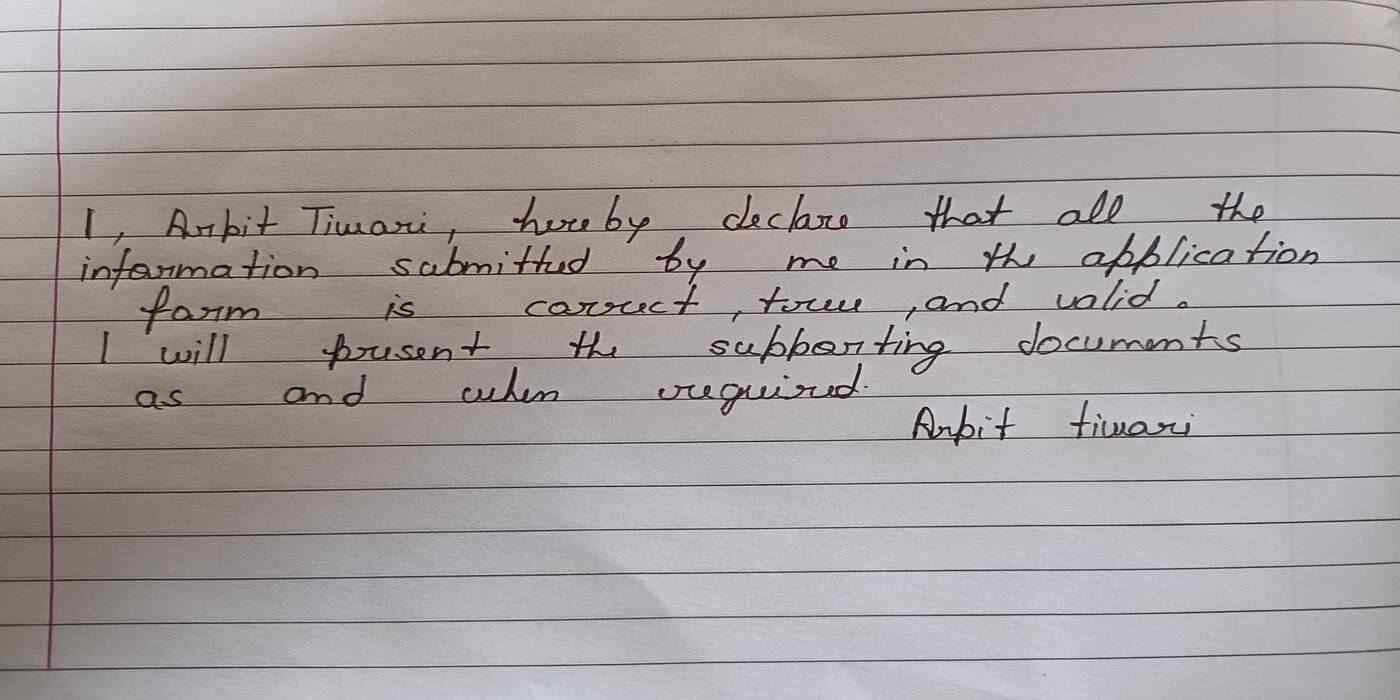 I, Arpit Tiwari, hereby declare that all the
information submitted by me in the application
form is correct, true, and valid.
I will present the supporting documents
as and when required.
Arpit tiwari